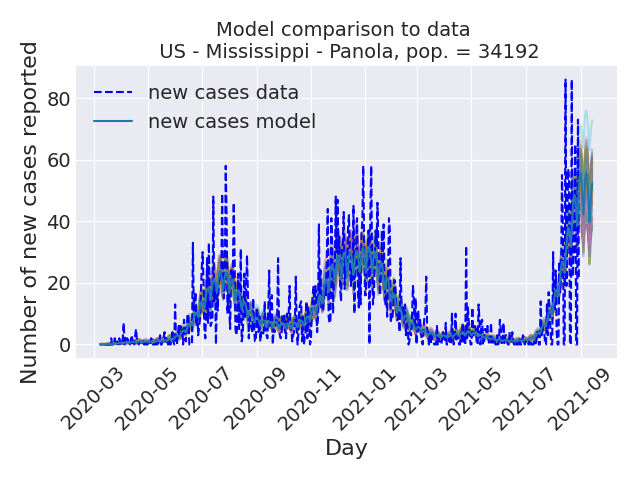 Model comparison to data
US - Mississippi - Panola, pop. = 34192
Number of new cases reported
80
60
40
20
0
new cases data
new cases model
2020-03
2020-05
2020-07
2020-09
2020-11
2021-01
2021-03
2021-05
2021-07
2021-09
Day